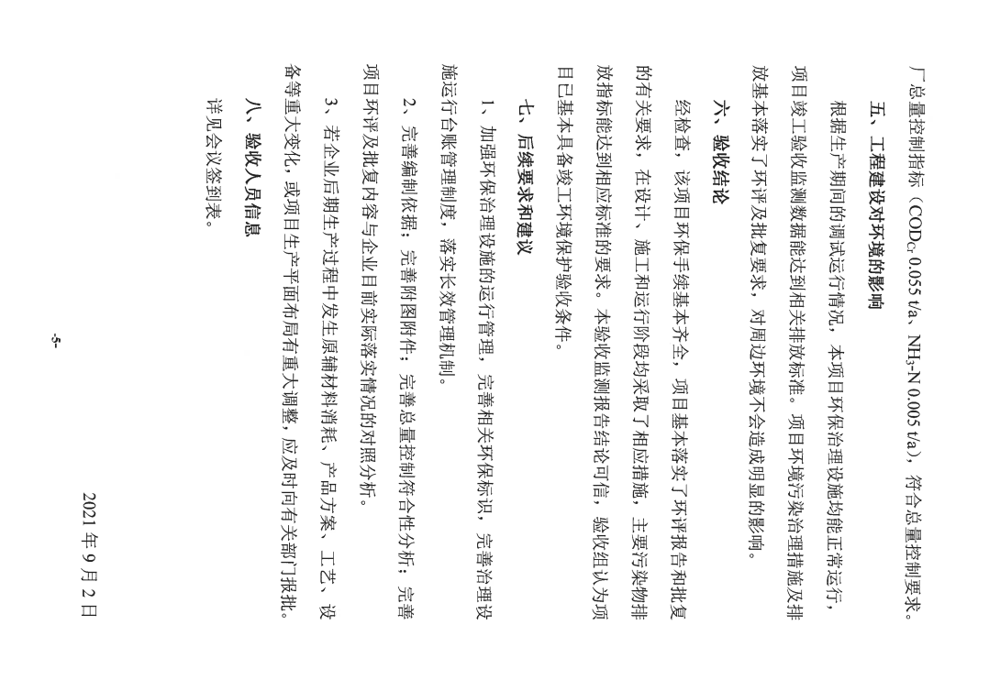 厂总量控制指标（CODCr 0.055 t/a、NH3-N 0.005 t/a），符合总量控制要求。
五、工程建设对环境的影响
根据生产期间的调试运行情况，本项目环保治理设施均能正常运行，
项目竣工验收监测数据能达到相关排放标准。项目环境污染治理措施及排
放基本落实了环评及批复要求，对周边环境不会造成明显的影响。
六、验收结论
经检查，该项目环保手续基本齐全，项目基本落实了环评报告和批复
的有关要求，在设计、施工和运行阶段均采取了相应措施，主要污染物排
放指标能达到相应标准的要求。本验收监测报告结论可信，验收组认为项
目已基本具备竣工环境保护验收条件。
七、后续要求和建议
1、加强环保治理设施的运行管理，完善相关环保标识，完善治理设
施运行台账管理制度，落实长效管理机制。
2、完善编制依据；完善附图附件；完善总量控制符合性分析；完善
项目环评及批复内容与企业目前实际落实情况的对照分析。
3、若企业后期生产过程中发生原辅材料消耗、产品方案、工艺、设
备等重大变化，或项目生产平面布局有重大调整，应及时向有关部门报批。
八、验收人员信息
详见会议签到表。
2021 年 9 月 2 日
-5-